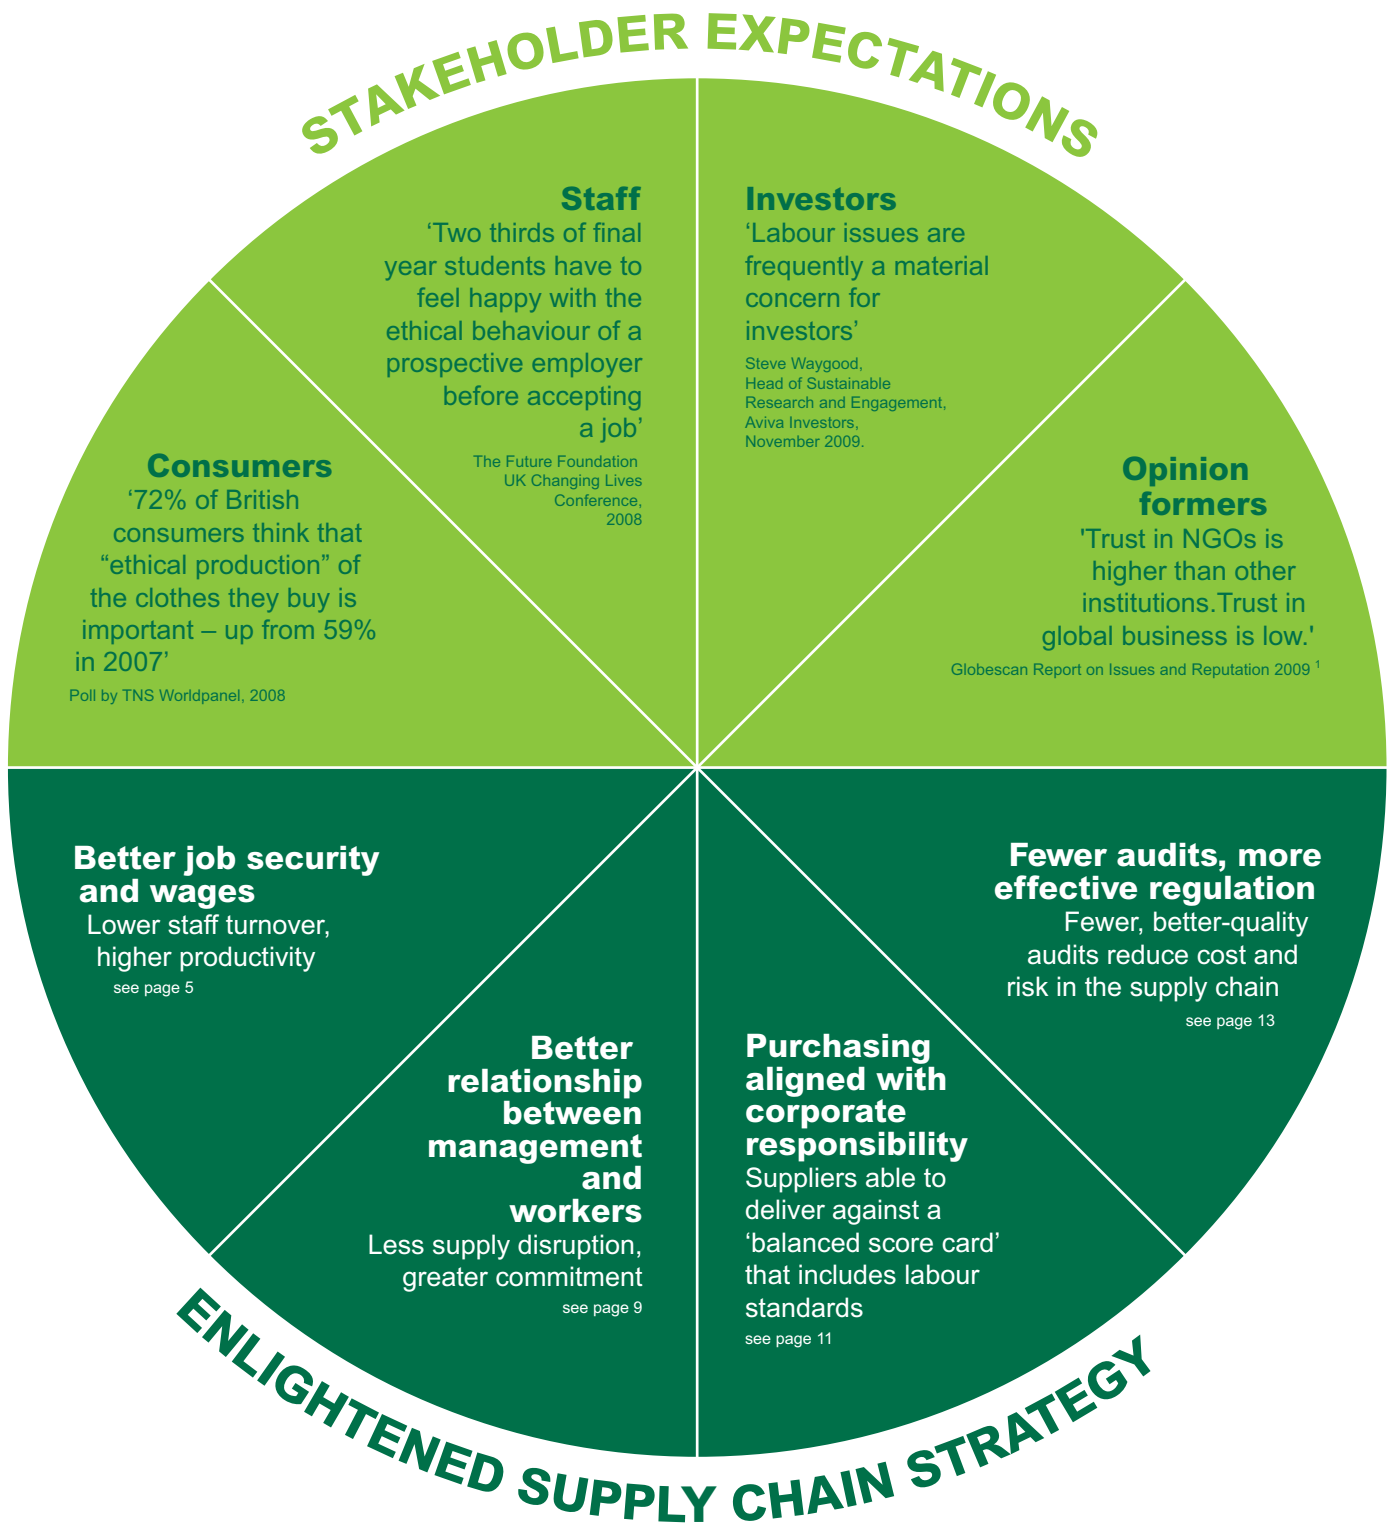 STAKEHOLDER EXPECTATIONS
Staff
‘Two thirds of final
year students have to
feel happy with the
ethical behaviour of a
prospective employer
before accepting
a job’
The Future Foundation
UK Changing Lives
Conference,
2008
Investors
‘Labour issues are
frequently a material
concern for
investors’
Steve Waygood,
Head of Sustainable
Research and Engagement,
Aviva Investors,
November 2009.
Consumers
‘72% of British
consumers think that
“ethical production” of
the clothes they buy is
important – up from 59%
in 2007’
Poll by TNS Worldpanel, 2008
Opinion
formers
'Trust in NGOs is
higher than other
institutions.Trust in
global business is low.'
Globescan Report on Issues and Reputation 2009 1
Better job security
and wages
Lower staff turnover,
higher productivity
see page 5
Better
relationship
between
management
and
workers
Less supply disruption,
greater commitment
see page 9
Purchasing
aligned with
corporate
responsibility
Suppliers able to
deliver against a
‘balanced score card’
that includes labour
standards
see page 11
Fewer audits, more
effective regulation
Fewer, better-quality
audits reduce cost and
risk in the supply chain
see page 13
ENLIGHTENED SUPPLY CHAIN STRATEGY